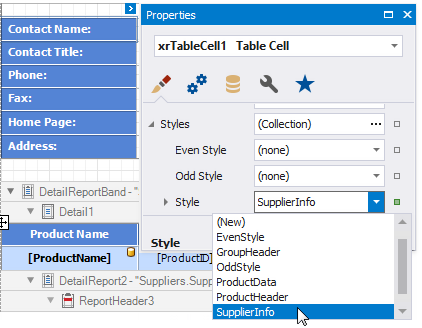 Contact Name:
Contact Title:
Phone:
Fax:
Home Page:
Address:
DetailReportBand - "
Detail1
Product Name
[ProductName]
[ProductID]
DetailReport2 - "Suppliers.Supp
ReportHeader3
Properties
xrTableCell1 Table Cell
Styles (Collection) ...
Even Style (none)
Odd Style (none)
Style SupplierInfo
Style
(New)
EvenStyle
GroupHeader
OddStyle
ProductData
ProductHeader
SupplierInfo